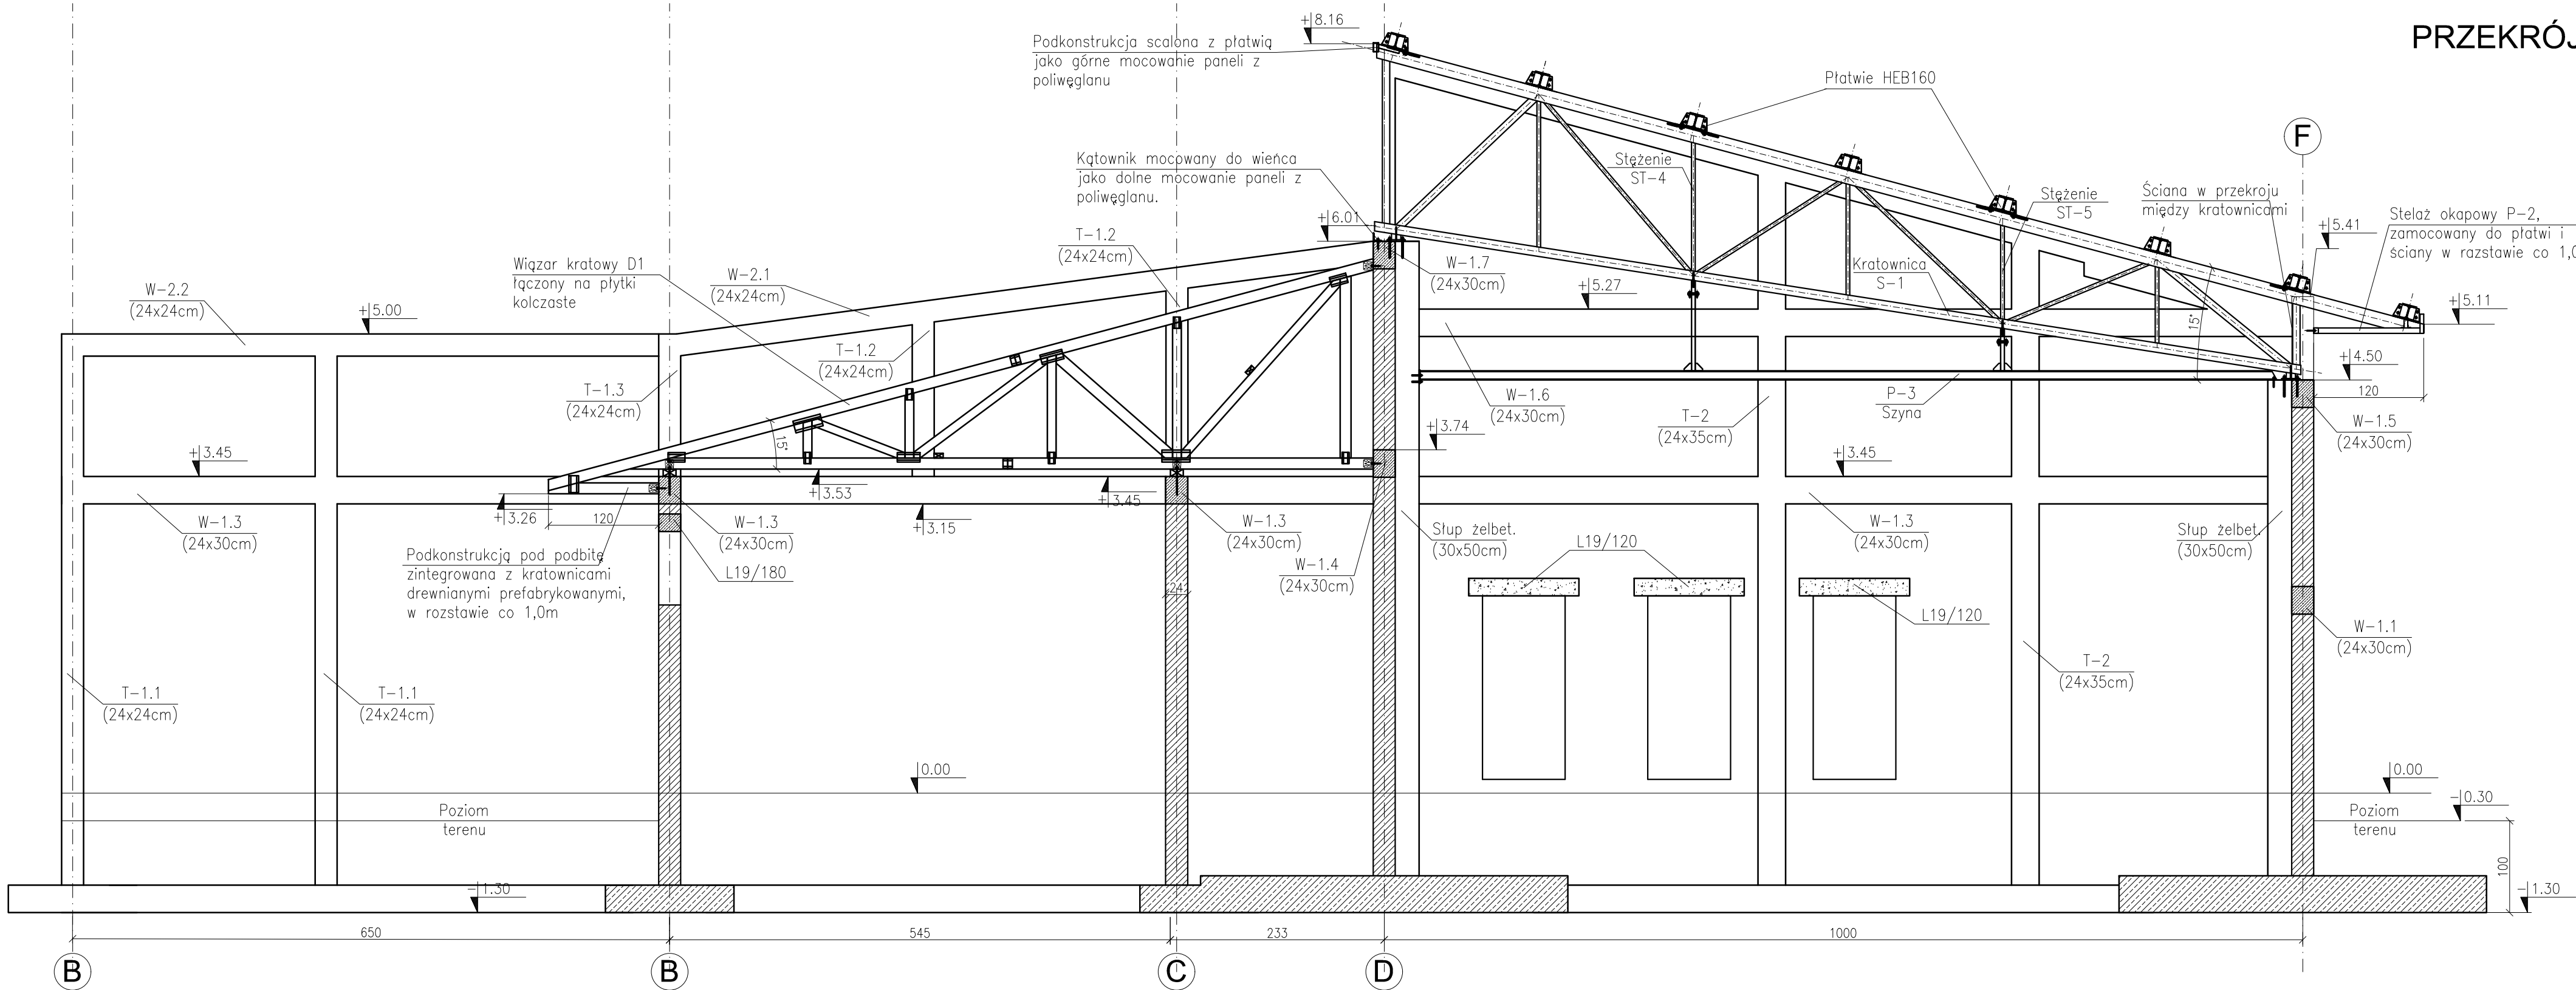 PRZEKRÓJ
+8.16
Podkonstrukcja scalona z płatwią
jako górne mocowanie paneli z
poliwęglanu
Płatwie HEB160
F
Kątownik mocowany do wieńca
jako dolne mocowanie paneli z
poliwęglanu.
Stężenie
ST-4
Stężenie
ST-5
Ściana w przekroju
między kratownicami
Stelaż okapowy P-2,
zamocowany do płatwi i
ściany w razstawie co 1,0
+6.01
+5.41
T-1.2
(24x24cm)
Wiązar kratowy D1
łączony na płytki
kolczaste
W-2.1
(24x24cm)
W-1.7
(24x30cm)
Kratownica
S-1
W-2.2
(24x24cm)
+5.00
+5.27
+5.11
15°
T-1.2
(24x24cm)
T-1.3
(24x24cm)
+4.50
120
W-1.6
(24x30cm)
P-3
Szyna
T-2
(24x35cm)
W-1.5
(24x30cm)
15°
+3.74
+3.45
+3.45
+3.53
+3.45
+3.26
120
+3.15
W-1.3
(24x30cm)
W-1.3
(24x30cm)
W-1.3
(24x30cm)
Słup żelbet.
(30x50cm)
L19/120
W-1.3
(24x30cm)
Słup żelbet.
(30x50cm)
Podkonstrukcją pod podbitę
zintegrowana z kratownicami
drewnianymi prefabrykowanymi,
w rozstawie co 1,0m
L19/180
W-1.4
(24x30cm)
24
L19/120
W-1.1
(24x30cm)
T-2
(24x35cm)
T-1.1
(24x24cm)
T-1.1
(24x24cm)
0.00
0.00
-0.30
Poziom
terenu
Poziom
terenu
100
-1.30
-1.30
650
545
233
1000
B
B
C
D